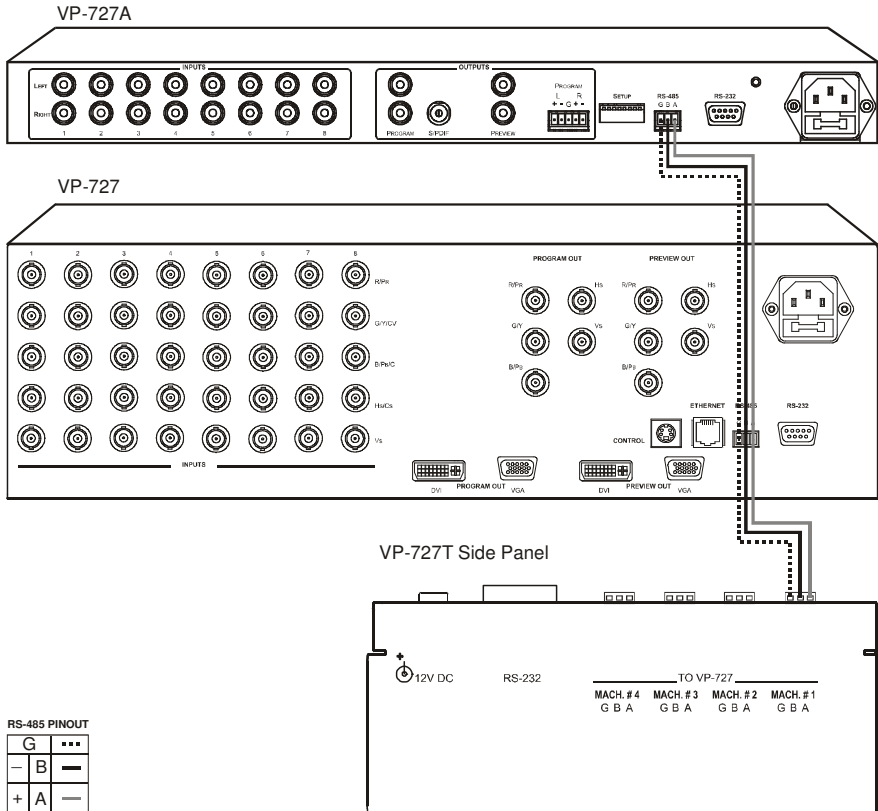 VP-727A
INPUTS
OUTPUTS
LEFT
RIGHT
1 2 3 4 5 6 7 8
PROGRAM S/PDIF PREVIEW
PROGRAM
L R
+ - G + -
SETUP
RS-485
G B A
RS-232
VP-727
1 2 3 4 5 6 7 8
R/PR
G/Y/CV
B/PB/C
HS/CS
VS
INPUTS
PROGRAM OUT
PREVIEW OUT
R/PR HS R/PR HS
G/Y VS G/Y VS
B/PB B/PB
ETHERNET RS-485 RS-232
CONTROL
DVI PROGRAM OUT VGA
DVI PREVIEW OUT VGA
VP-727T Side Panel
+
12V DC
RS-232
TO VP-727
MACH. # 4 MACH. # 3 MACH. # 2 MACH. # 1
G B A G B A G B A G B A
RS-485 PINOUT
G
− B
+ A